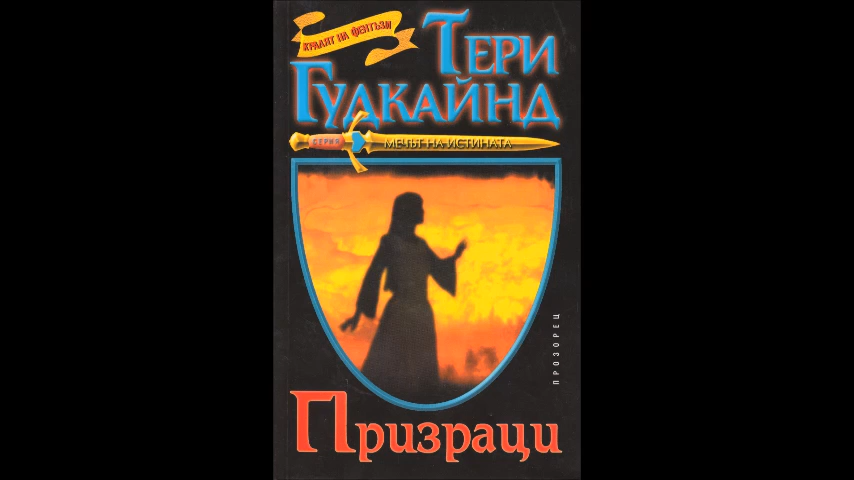 КРАЛЯТ НА ФЕНТЪЗИ
ТЕРИ
ГУДКАЙНД
СЕРИЯ МЕЧЪТ НА ИСТИНАТА
ПРОЗОРЕЦ
Призраци